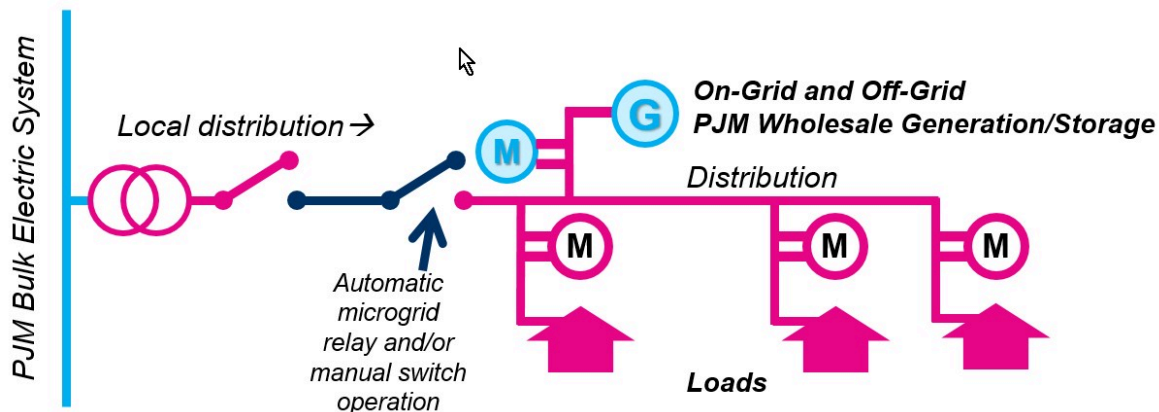 PJM Bulk Electric System
Local distribution→
M
G
On-Grid and Off-Grid
PJM Wholesale Generation/Storage
Distribution
M
M
M
Automatic
microgrid
relay and/or
manual switch
operation
Loads